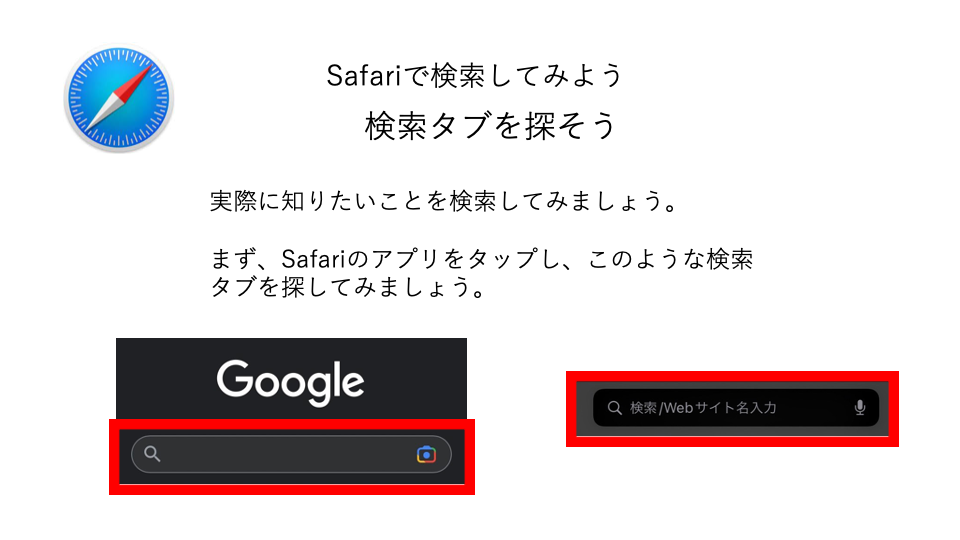 Safariで検索してみよう
検索タブを探そう
実際に知りたいことを検索してみましょう。
まず、Safariのアプリをタップし、このような検索
タブを探してみましょう。
Google
検索/Webサイト名入力